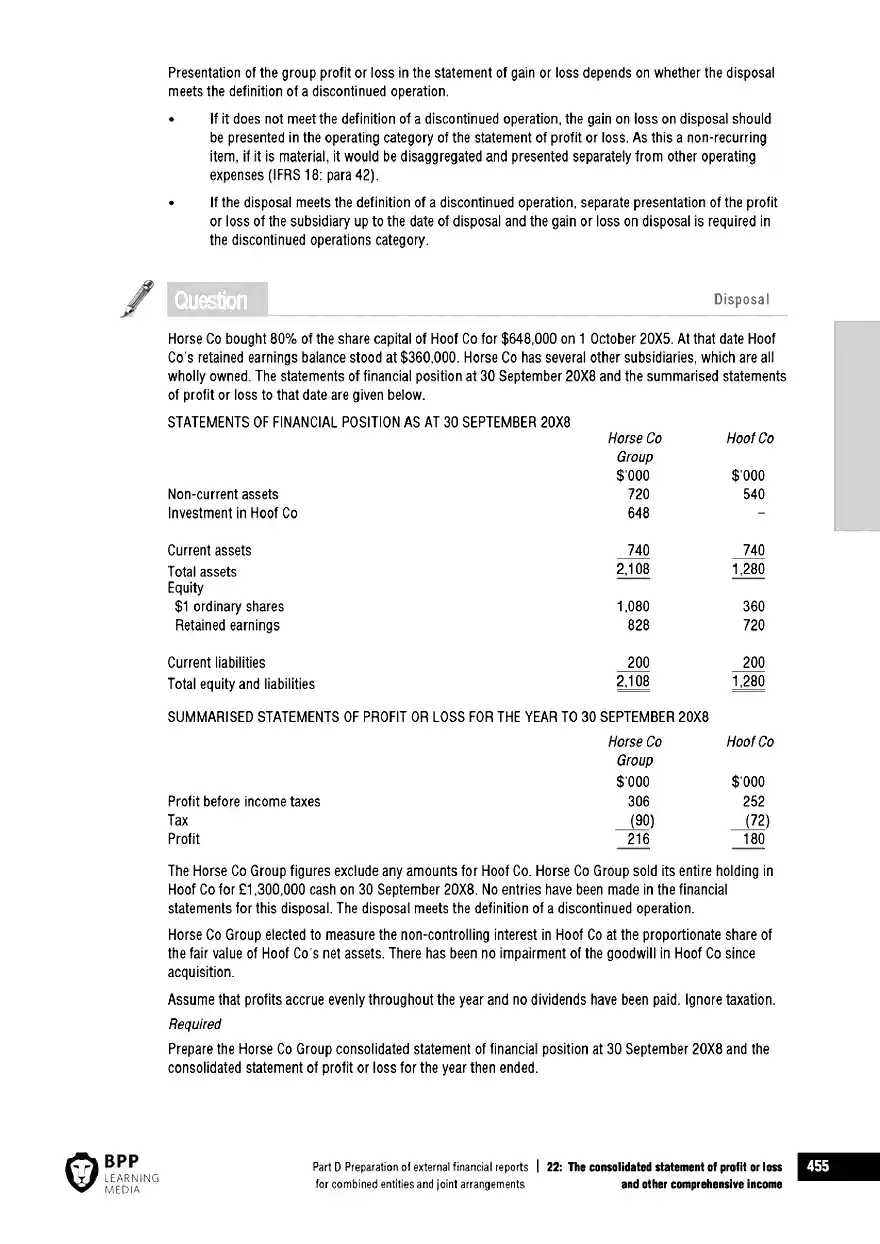 Presentation of the group profit or loss in the statement of gain or loss depends on whether the disposal
meets the definition of a discontinued operation.
• If it does not meet the definition of a discontinued operation, the gain on loss on disposal should
be presented in the operating category of the statement of profit or loss. As this a non-recurring
item, if it is material, it would be disaggregated and presented separately from other operating
expenses (IFRS 18: para 42).
• If the disposal meets the definition of a discontinued operation, separate presentation of the profit
or loss of the subsidiary up to the date of disposal and the gain or loss on disposal is required in
the discontinued operations category.
Question Disposal
Horse Co bought 80% of the share capital of Hoof Co for $648,000 on 1 October 20X5. At that date Hoof
Co's retained earnings balance stood at $360,000. Horse Co has several other subsidiaries, which are all
wholly owned. The statements of financial position at 30 September 20X8 and the summarised statements
of profit or loss to that date are given below.
STATEMENTS OF FINANCIAL POSITION AS AT 30 SEPTEMBER 20X8
Horse Co Hoof Co
Group
$'000 $'000
Non-current assets 720 540
Investment in Hoof Co 648 –
Current assets 740 740
Total assets 2,108 1,280
Equity
$1 ordinary shares 1,080 360
Retained earnings 828 720
Current liabilities 200 200
Total equity and liabilities 2,108 1,280
SUMMARISED STATEMENTS OF PROFIT OR LOSS FOR THE YEAR TO 30 SEPTEMBER 20X8
Horse Co Hoof Co
Group
$'000 $'000
Profit before income taxes 306 252
Tax (90) (72)
Profit 216 180
The Horse Co Group figures exclude any amounts for Hoof Co. Horse Co Group sold its entire holding in
Hoof Co for £1,300,000 cash on 30 September 20X8. No entries have been made in the financial
statements for this disposal. The disposal meets the definition of a discontinued operation.
Horse Co Group elected to measure the non-controlling interest in Hoof Co at the proportionate share of
the fair value of Hoof Co's net assets. There has been no impairment of the goodwill in Hoof Co since
acquisition.
Assume that profits accrue evenly throughout the year and no dividends have been paid. Ignore taxation.
Required
Prepare the Horse Co Group consolidated statement of financial position at 30 September 20X8 and the
consolidated statement of profit or loss for the year then ended.
BPP
LEARNING
MEDIA
Part D Preparation of external financial reports | 22: The consolidated statement of profit or loss 455
for combined entities and joint arrangements and other comprehensive income